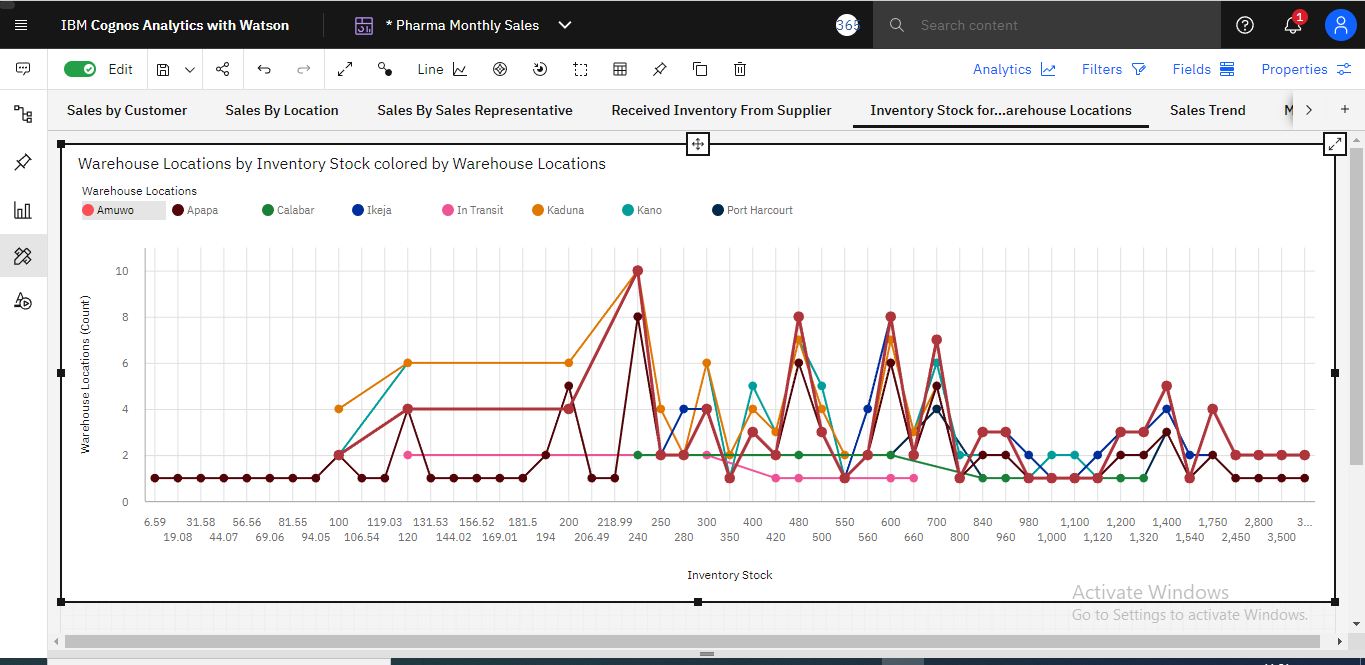 IBM Cognos Analytics with Watson
* Pharma Monthly Sales
365
Search content
1
Edit
Line
Analytics
Filters
Fields
Properties
Sales by Customer
Sales By Location
Sales By Sales Representative
Received Inventory From Supplier
Inventory Stock for...arehouse Locations
Sales Trend
Warehouse Locations by Inventory Stock colored by Warehouse Locations
Warehouse Locations
Amuwo Apapa Calabar Ikeja In Transit Kaduna Kano Port Harcourt
Warehouse Locations (Count)
10
8
6
4
2
0
6.59 31.58 56.56 81.55 100 119.03 131.53 156.52 181.5 200 218.99 250 300 400 480 550 600 700 840 980 1,100 1,200 1,400 1,750 2,800 3...
19.08 44.07 69.06 94.05 106.54 120 144.02 169.01 194 206.49 240 280 350 420 500 560 660 800 960 1,000 1,120 1,320 1,540 2,450 3,500
Inventory Stock
Activate Windows
Go to Settings to activate Windows.